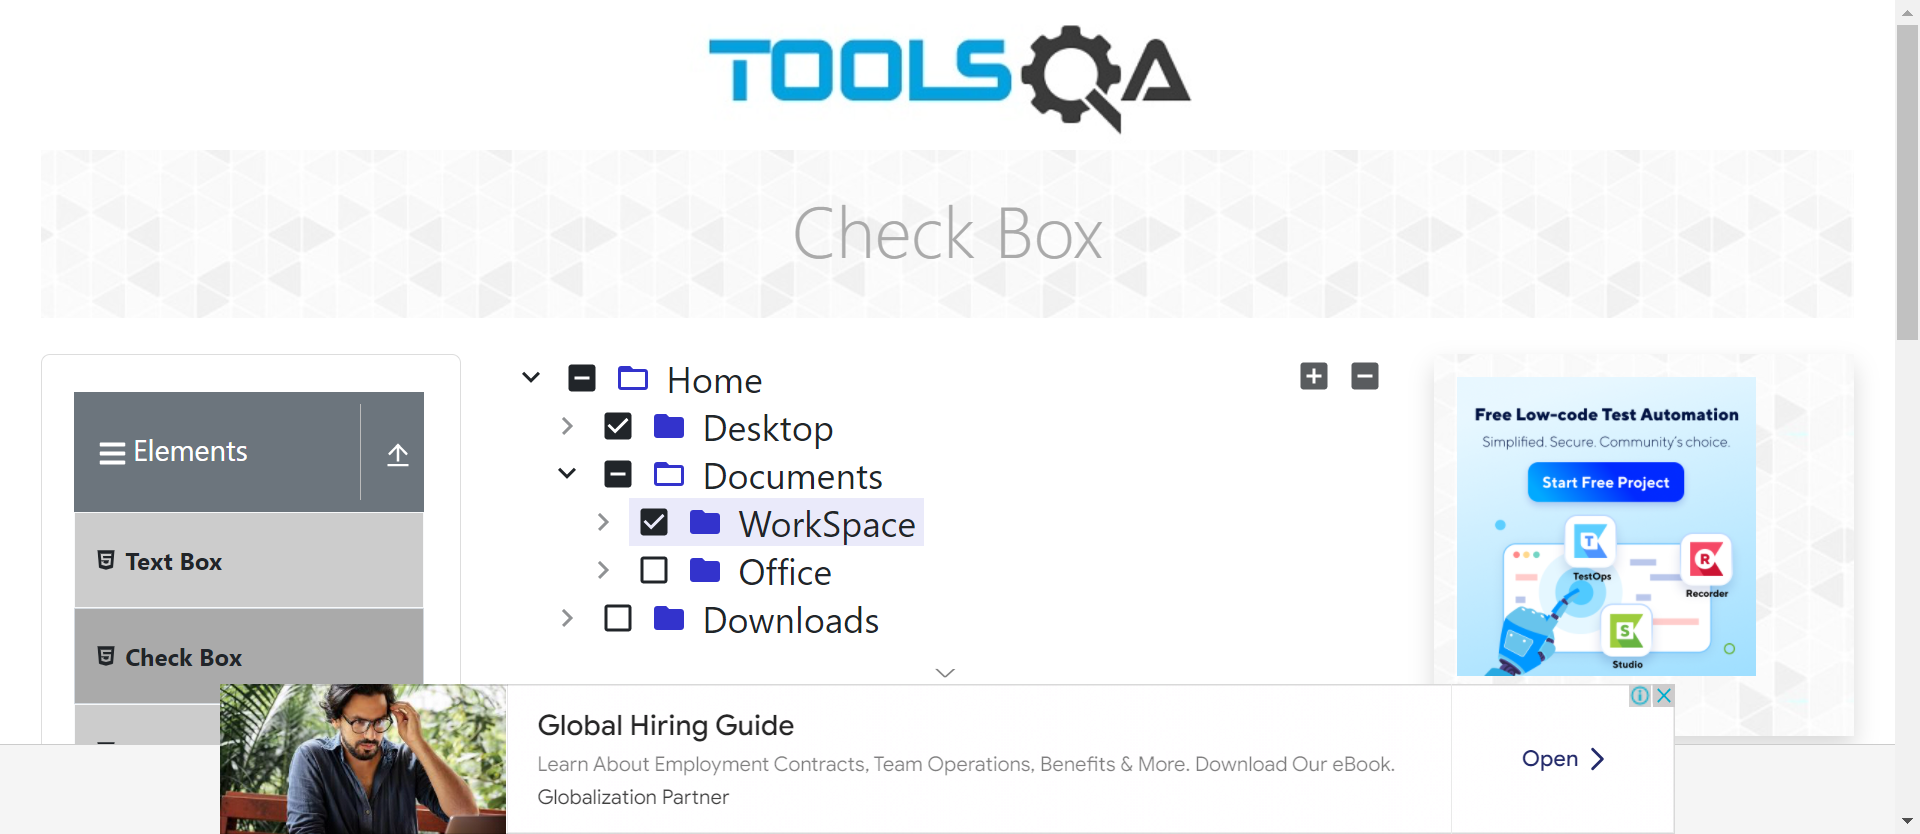 TOOLSQA
Check Box
Elements
Text Box
Check Box
Home
Desktop
Documents
WorkSpace
Office
Downloads
Free Low-code Test Automation
Simplified. Secure. Community's choice.
Start Free Project
TestOps
Recorder
Studio
Global Hiring Guide
Learn About Employment Contracts, Team Operations, Benefits & More. Download Our eBook.
Globalization Partner
Open